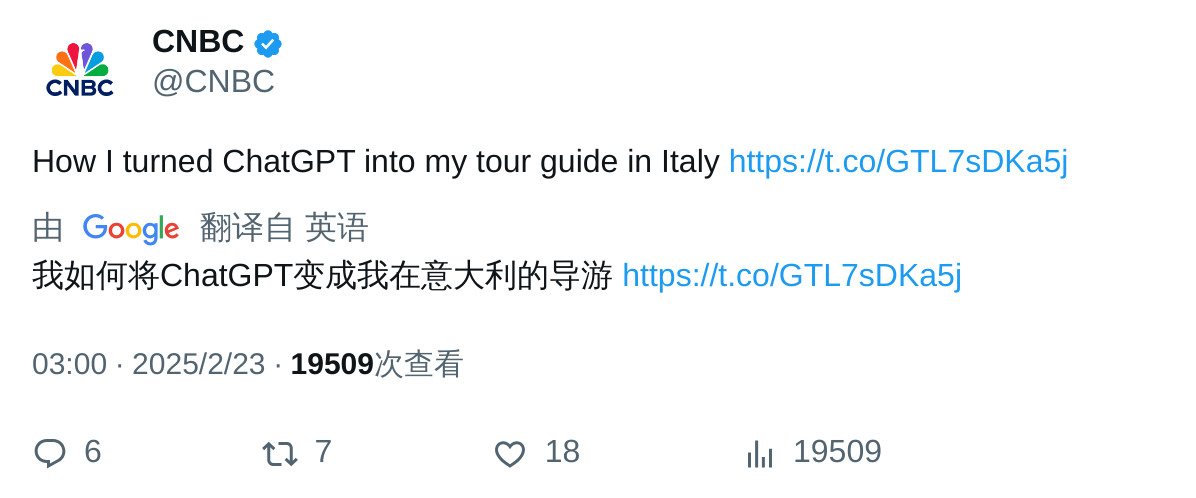 CNBC
CNBC
@CNBC
How I turned ChatGPT into my tour guide in Italy https://t.co/GTL7sDKa5j
由 Google 翻译自 英语
我如何将ChatGPT变成我在意大利的导游 https://t.co/GTL7sDKa5j
03:00 · 2025/2/23 · 19509次查看
6 7 18 19509